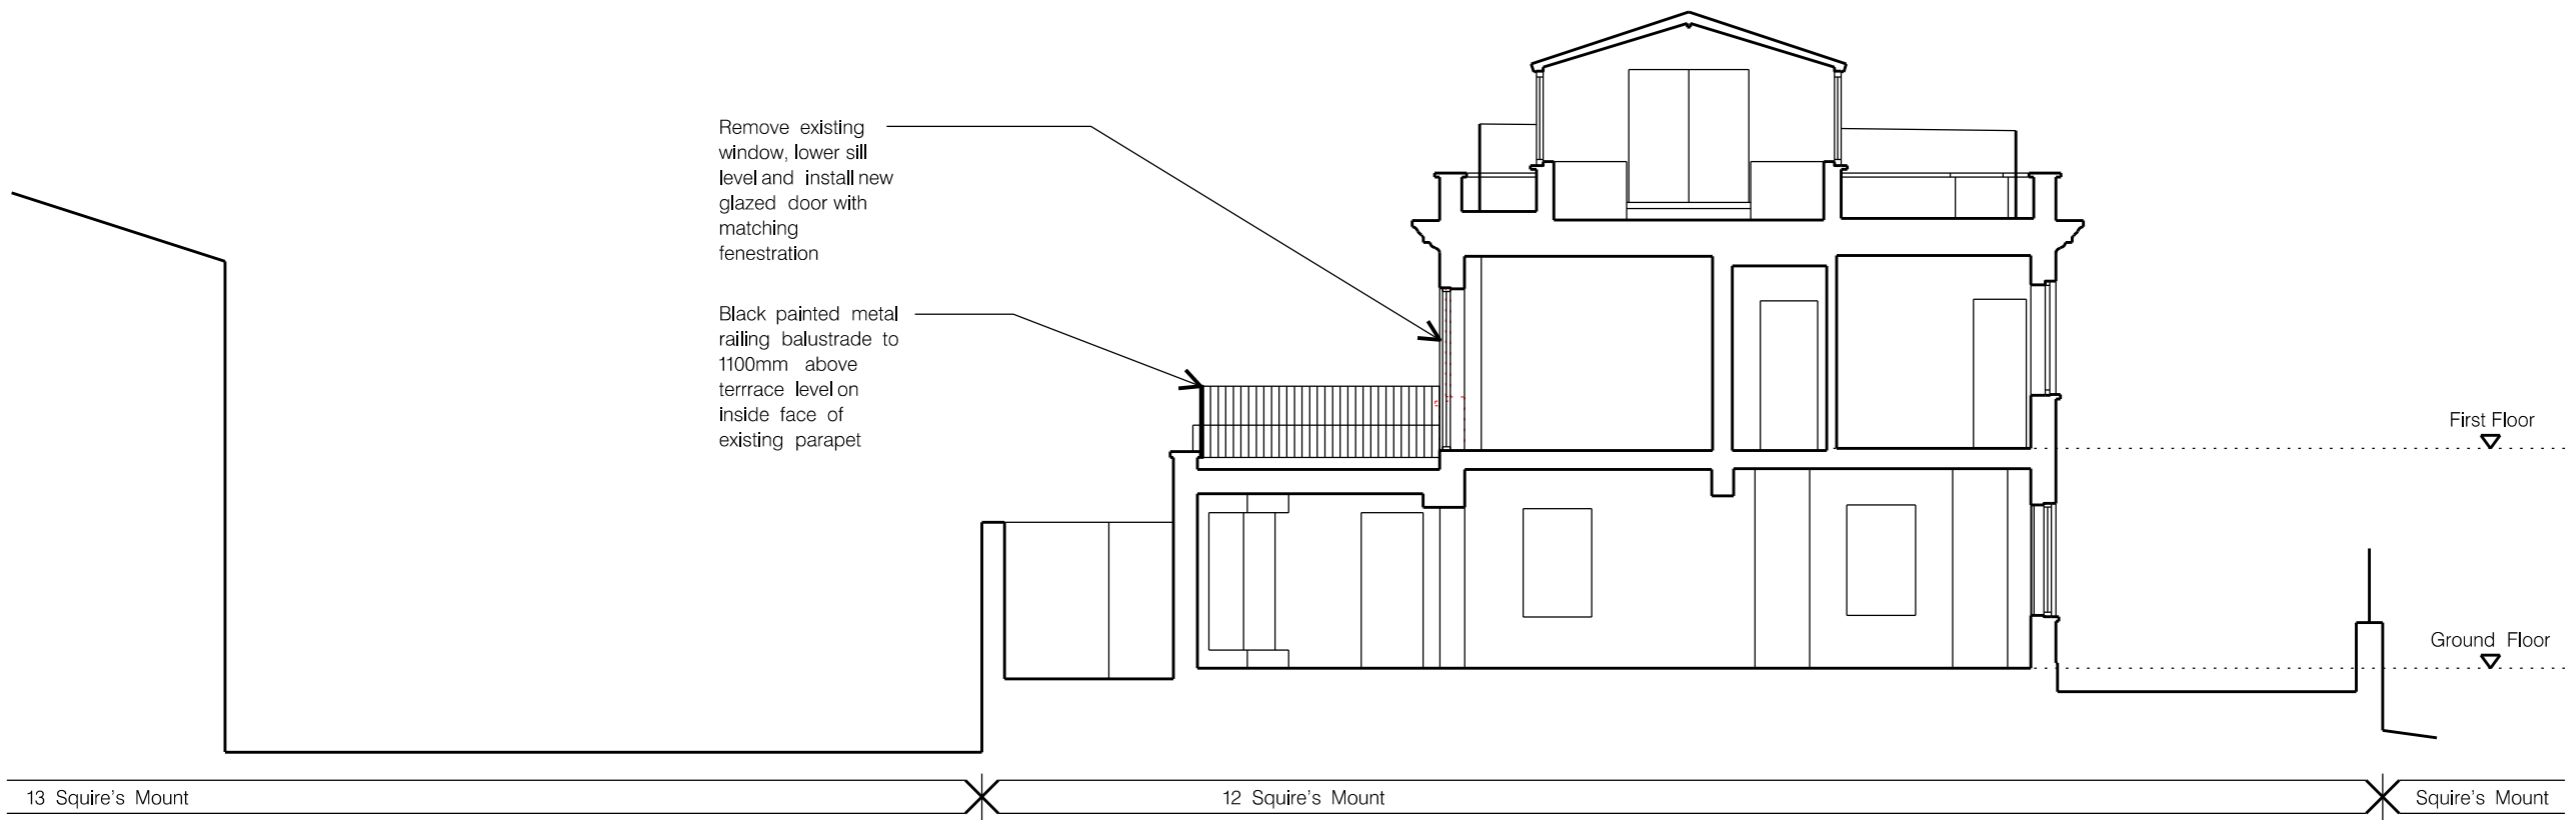 Remove existing
window, lower sill
level and install new
glazed door with
matching
fenestration
Black painted metal
railing balustrade to
1100mm above
terrrace level on
inside face of
existing parapet
First Floor
Ground Floor
13 Squire's Mount
12 Squire's Mount
Squire's Mount